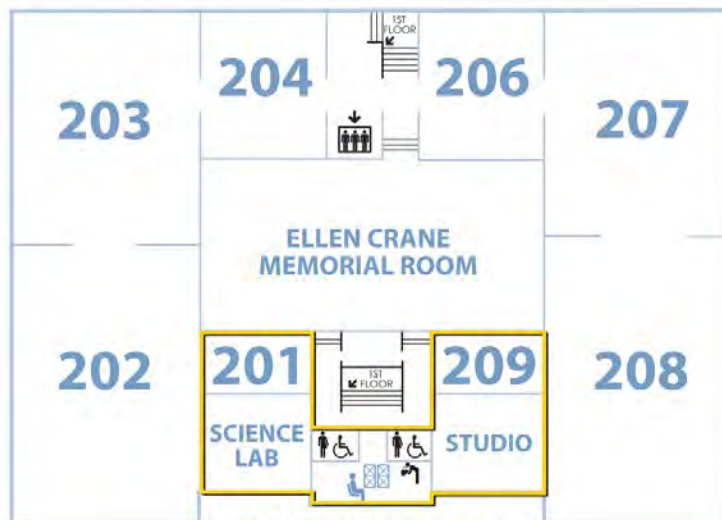 1ST
FLOOR
204
206
203
207
ELLEN CRANE
MEMORIAL ROOM
201
209
202
208
1ST
FLOOR
SCIENCE
LAB
STUDIO